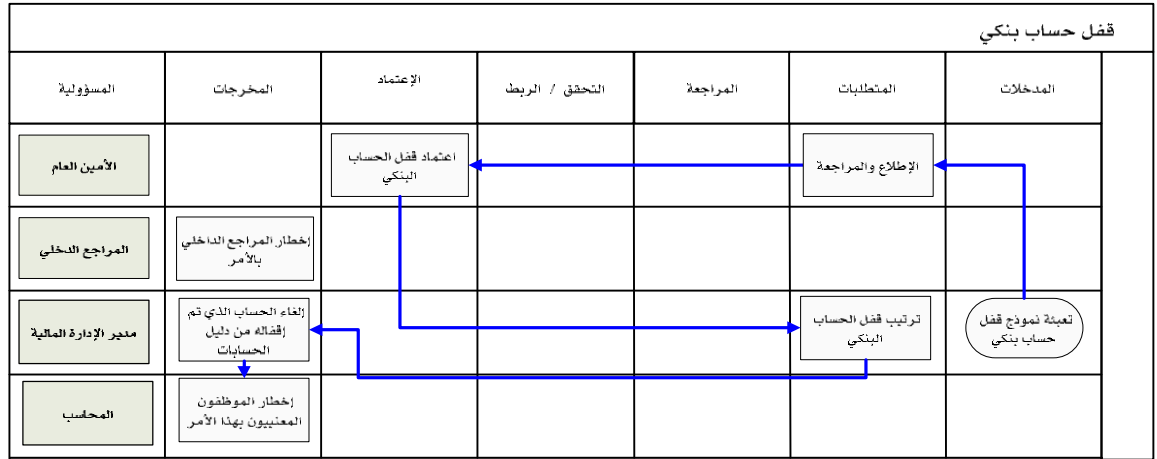 قفل حساب بنكي
المدخلات
المتطلبات
المراجعة
التحقق / الربط
الإعتماد
المخرجات
المسؤولية
الإطلاع والمراجعة
اعتماد قفل الحساب
البنكي
الأمين العام
إخطار المراجع الداخلي
بالأمر
المراجع الدخلي
تعبئة نموذج قفل
حساب بنكي
ترتيب قفل الحساب
البنكي
إلغاء الحساب الذي تم
إقفاله من دليل
الحسابات
مدير الإدارة المالية
إخطار الموظفون
المعنييون بهذا الأمر
المحاسب